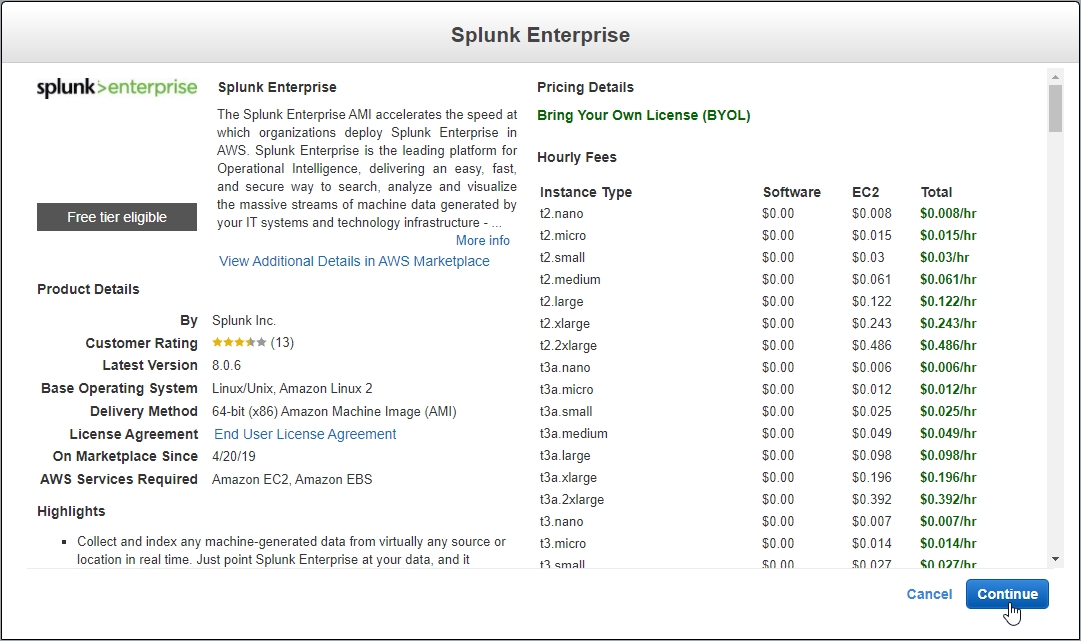 Splunk Enterprise
splunk>enterprise
Free tier eligible
Splunk Enterprise
The Splunk Enterprise AMI accelerates the speed at
which organizations deploy Splunk Enterprise in
AWS. Splunk Enterprise is the leading platform for
Operational Intelligence, delivering an easy, fast,
and secure way to search, analyze and visualize
the massive streams of machine data generated by
your IT systems and technology infrastructure - ...
More info
View Additional Details in AWS Marketplace
Product Details
By Splunk Inc.
Customer Rating (13)
Latest Version 8.0.6
Base Operating System Linux/Unix, Amazon Linux 2
Delivery Method 64-bit (x86) Amazon Machine Image (AMI)
License Agreement End User License Agreement
On Marketplace Since 4/20/19
AWS Services Required Amazon EC2, Amazon EBS
Highlights
▪ Collect and index any machine-generated data from virtually any source or
location in real time. Just point Splunk Enterprise at your data, and it
Pricing Details
Bring Your Own License (BYOL)
Hourly Fees
Instance Type Software EC2 Total
t2.nano $0.00 $0.008 $0.008/hr
t2.micro $0.00 $0.015 $0.015/hr
t2.small $0.00 $0.03 $0.03/hr
t2.medium $0.00 $0.061 $0.061/hr
t2.large $0.00 $0.122 $0.122/hr
t2.xlarge $0.00 $0.243 $0.243/hr
t2.2xlarge $0.00 $0.486 $0.486/hr
t3a.nano $0.00 $0.006 $0.006/hr
t3a.micro $0.00 $0.012 $0.012/hr
t3a.small $0.00 $0.025 $0.025/hr
t3a.medium $0.00 $0.049 $0.049/hr
t3a.large $0.00 $0.098 $0.098/hr
t3a.xlarge $0.00 $0.196 $0.196/hr
t3a.2xlarge $0.00 $0.392 $0.392/hr
t3.nano $0.00 $0.007 $0.007/hr
t3.micro $0.00 $0.014 $0.014/hr
t3.small $0.00 $0.027 $0.027/hr
Cancel Continue